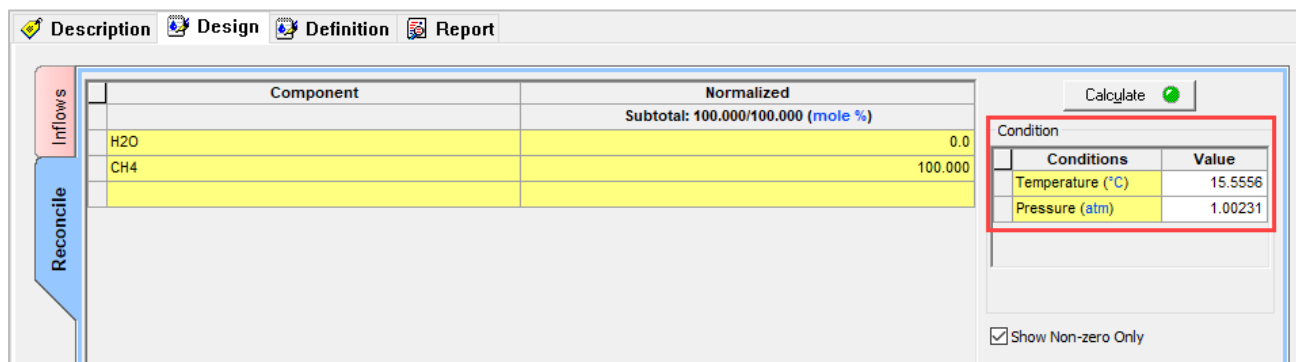 Description Design Definition Report
Inflows
Reconcile
Component Normalized
Subtotal: 100.000/100.000 (mole %)
H2O 0.0
CH4 100.000
Calculate
Condition
Conditions Value
Temperature (°C) 15.5556
Pressure (atm) 1.00231
Show Non-zero Only